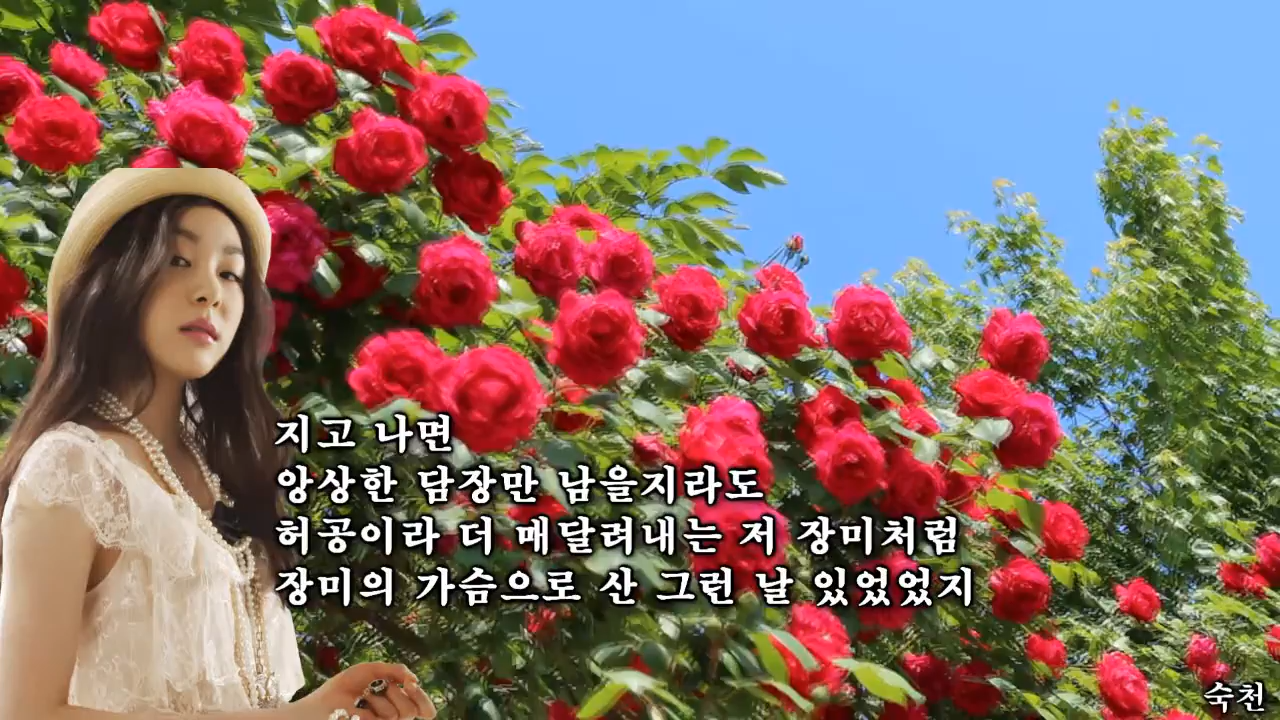 지고 나면
앙상한 담장만 남을지라도
허공이라 더 매달려내는 저 장미처럼
장미의 가슴으로 산 그런 날 있었었지
숙천